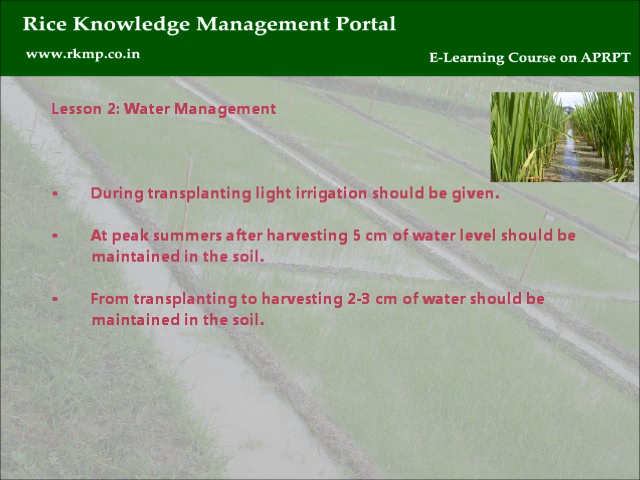 Rice Knowledge Management Portal
www.rkmp.co.in
E-Learning Course on APRPT
Lesson 2: Water Management
• During transplanting light irrigation should be given.
• At peak summers after harvesting 5 cm of water level should be
maintained in the soil.
• From transplanting to harvesting 2-3 cm of water should be
maintained in the soil.